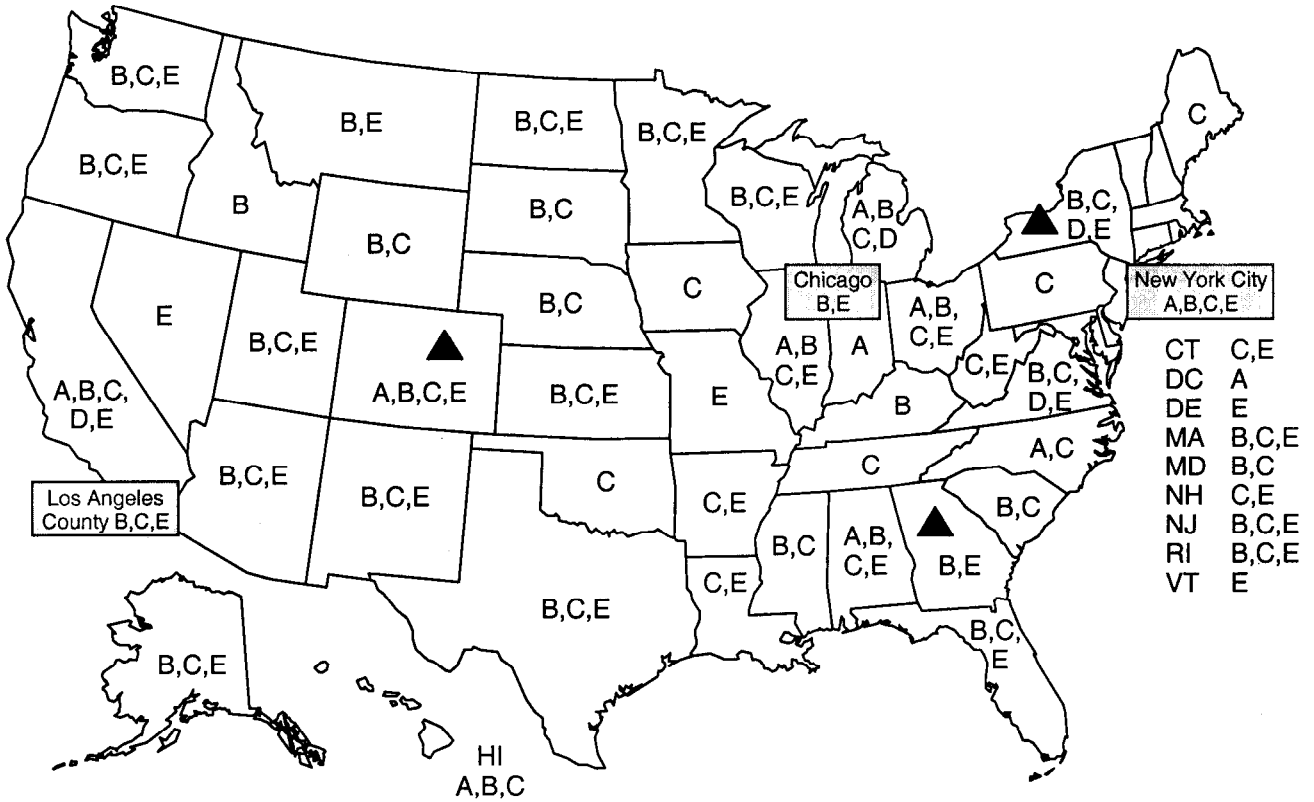 B,C,E
B,E
B,C,E
B,C,E
C
B,C,E
B
B,C
B,C
B,C,E
A,B
C,D
B,C,
D,E
E
B,C,E
A,B,C,E
B,C
C
Chicago
B,E
C
New York City
A,B,C,E
A,B,C,
D,E
B,C,E
E
A,B
C,E
A
A,B,
C,E
C,E
B,C,
D,E
B
Los Angeles
County B,C,E
B,C,E
B,C,E
C
C,E
C
A,C
B,C,E
C,E
B,C
A,B,
C,E
B,E
B,C
B,C,
E
B,C,E
HI
A,B,C
CT C,E
DC A
DE E
MA B,C,E
MD B,C
NH C,E
NJ B,C,E
RI B,C,E
VT E